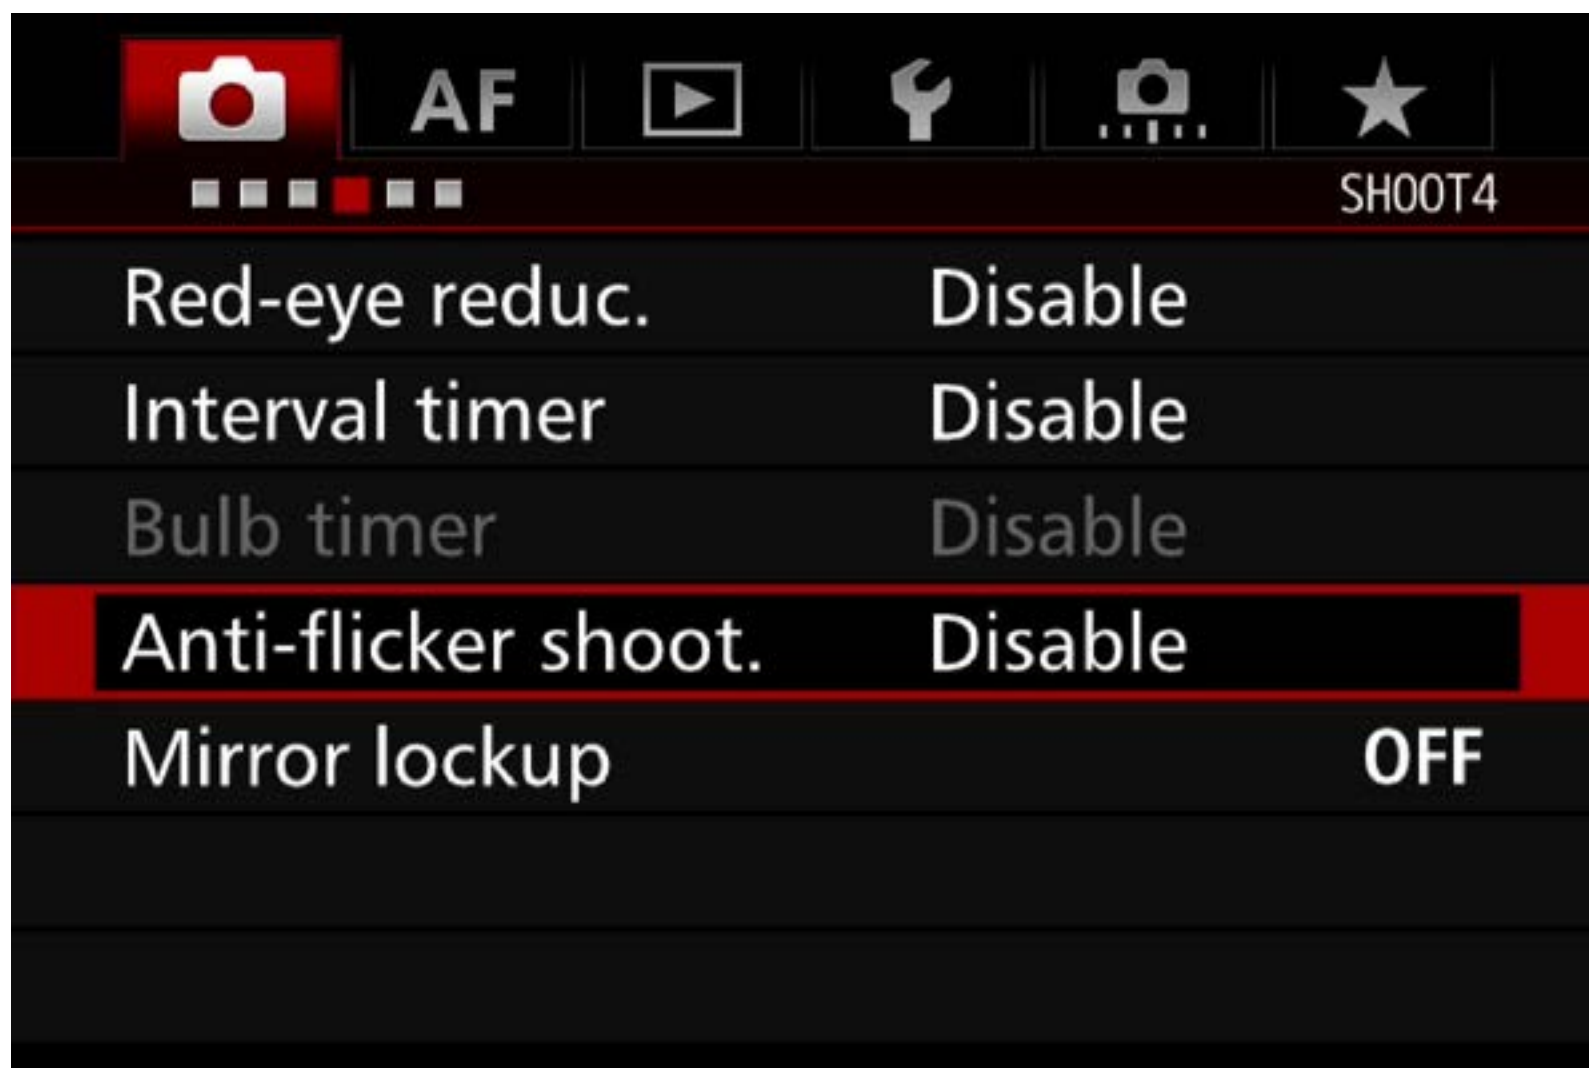 AF
SHOOT4
Red-eye reduc. Disable
Interval timer Disable
Bulb timer Disable
Anti-flicker shoot. Disable
Mirror lockup OFF